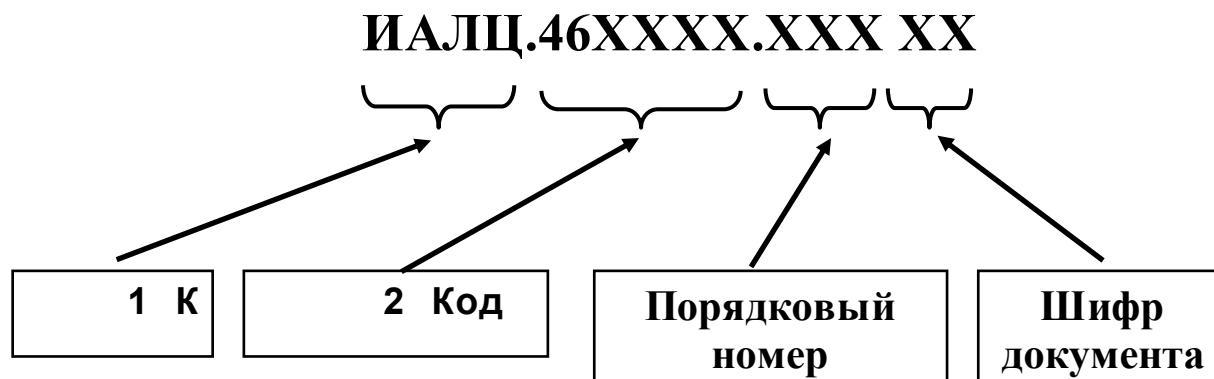 ИАЛЦ.46ХХХХ.ХХХ ХХ
1 К
2 Код
Порядковый
номер
Шифр
документа